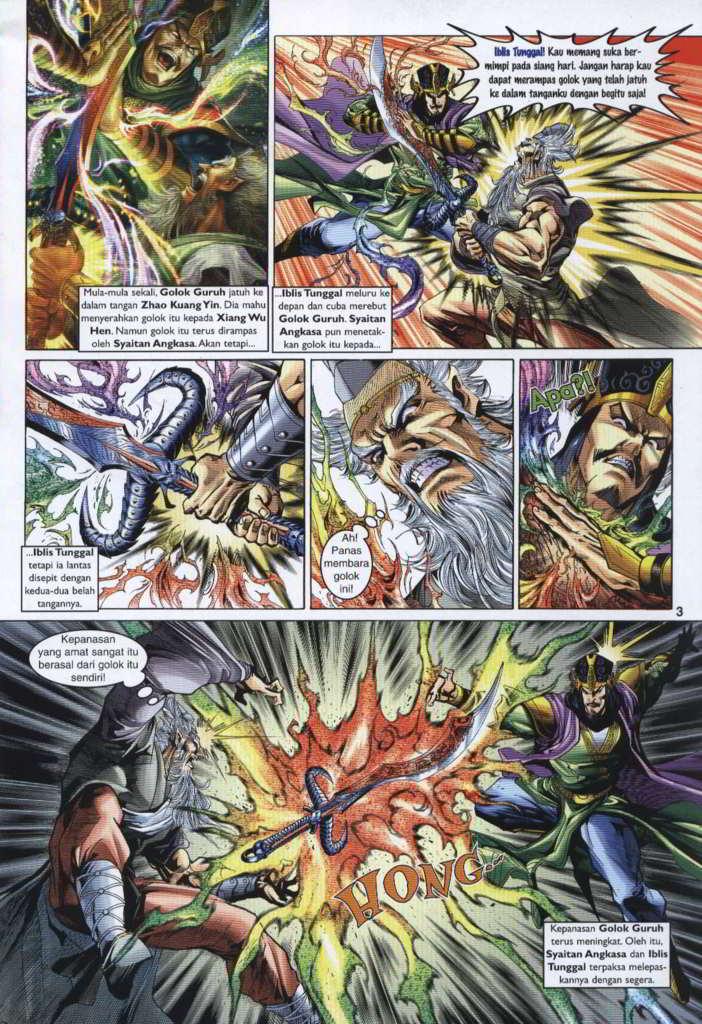 Mula-mula sekali, Golok Guruh jatuh ke
dalam tangan Zhao Kuang Yin. Dia mahu
menyerahkan golok itu kepada Xiang Wu
Hen. Namun golok itu terus dirampas
oleh Syaitan Angkasa. Akan tetapi...
Iblis Tunggal! Kau memang suka ber-
mimpi pada siang hari. Jangan harap kau
dapat merampas golok yang telah jatuh
ke dalam tanganku dengan begitu saja!
...Iblis Tunggal meluru ke
depan dan cuba merebut
Golok Guruh. Syaitan
Angkasa pun menetak-
kan golok itu kepada...
...Iblis Tunggal
tetapi ia lantas
disepit dengan
kedua-dua belah
tangannya.
Ah!
Panas
membara
golok
ini!
Apa?!
3
Kepanasan
yang amat sangat itu
berasal dari golok itu
sendiri!
HONG...
Kepanasan Golok Guruh
terus meningkat. Oleh itu,
Syaitan Angkasa dan Iblis
Tunggal terpaksa melepas-
kannya dengan segera.